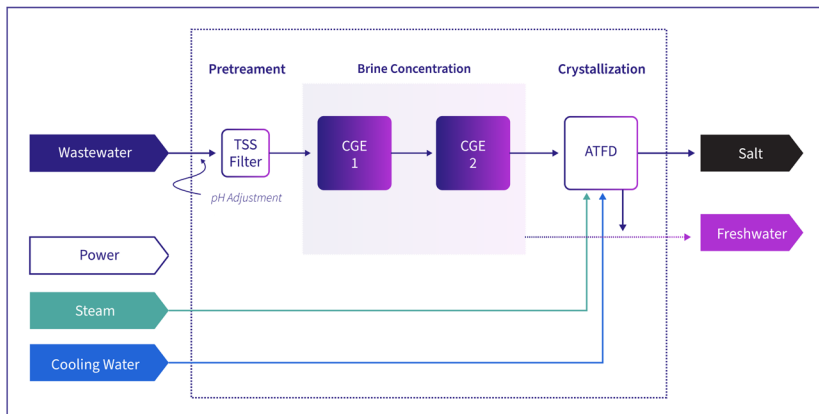 Pretreament
Brine Concentration
Crystallization
Wastewater
TSS
Filter
CGE
1
CGE
2
ATFD
Salt
pH Adjustment
Freshwater
Power
Steam
Cooling Water